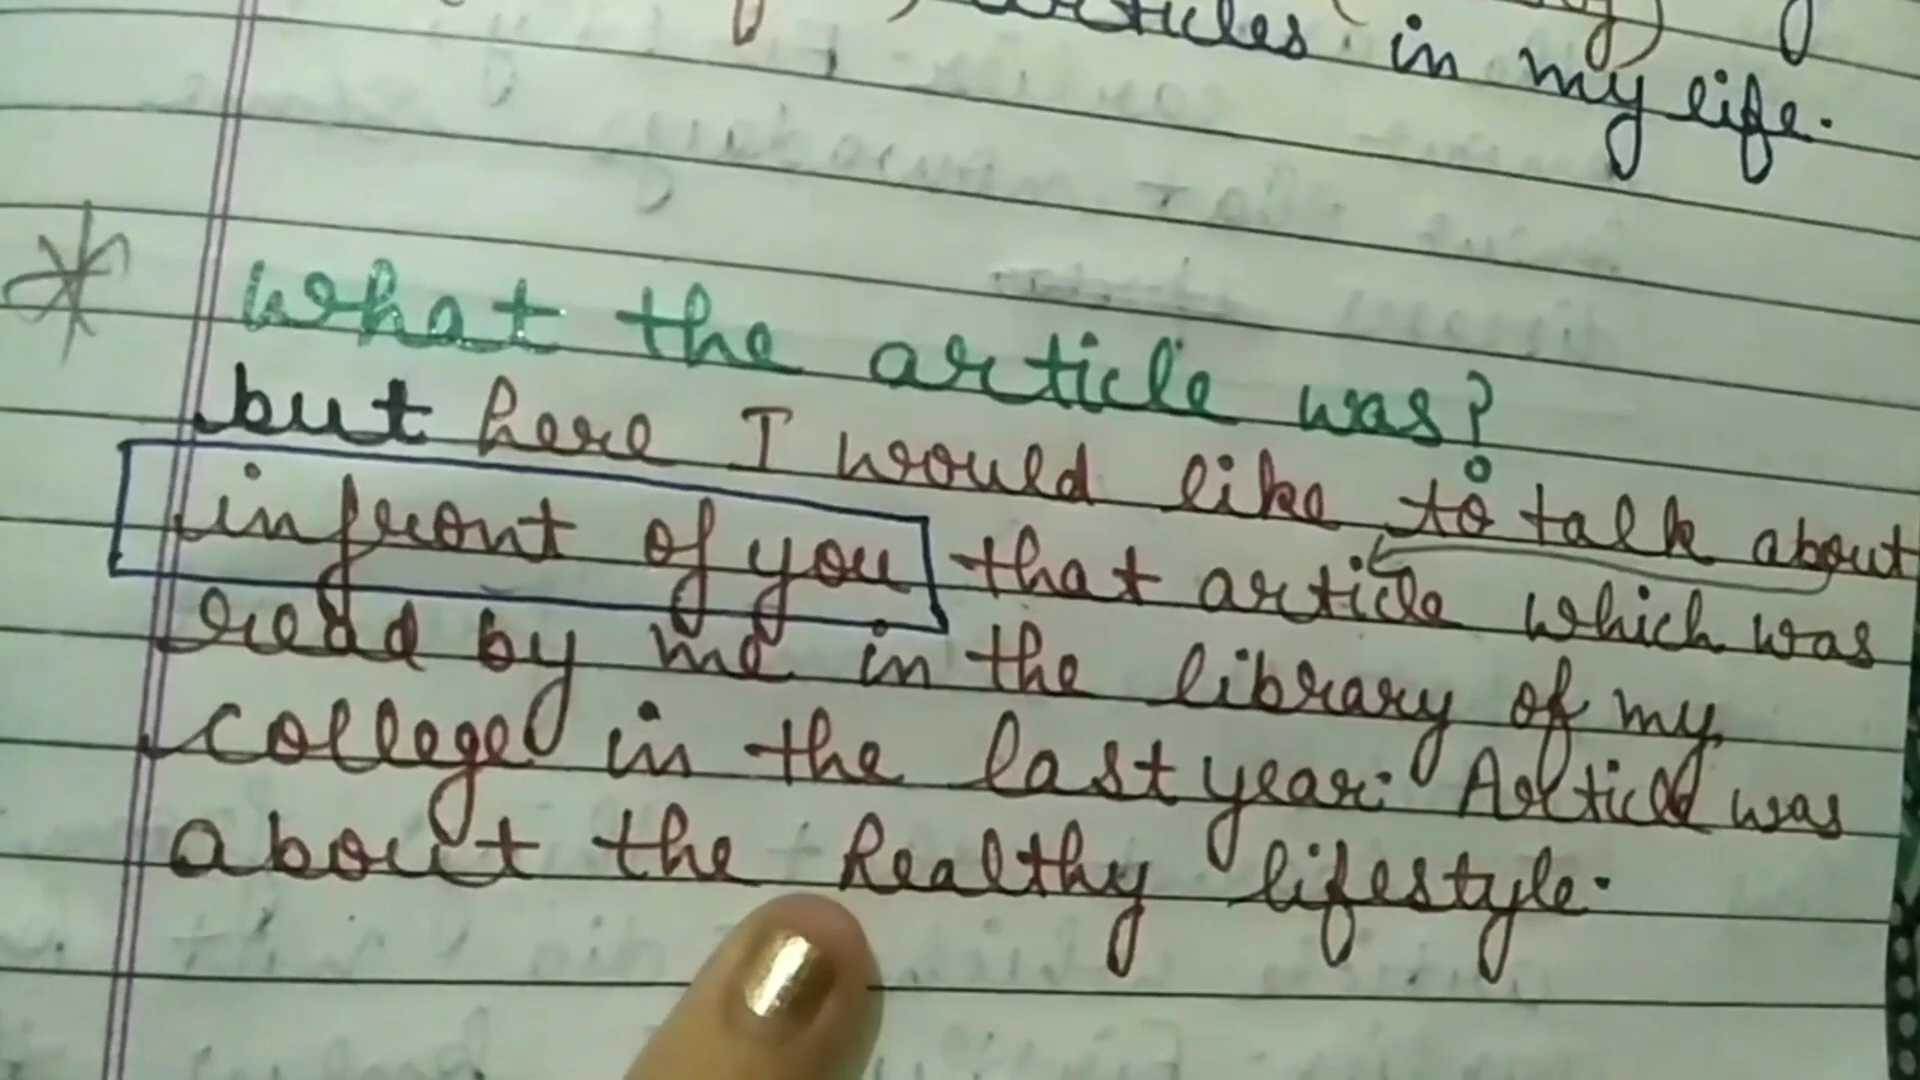 articles in my life.
what the article was?
but here I would like to talk about
infront of you that article which was
read by me in the library of my
college in the last year. Article was
about the healthy lifestyle.